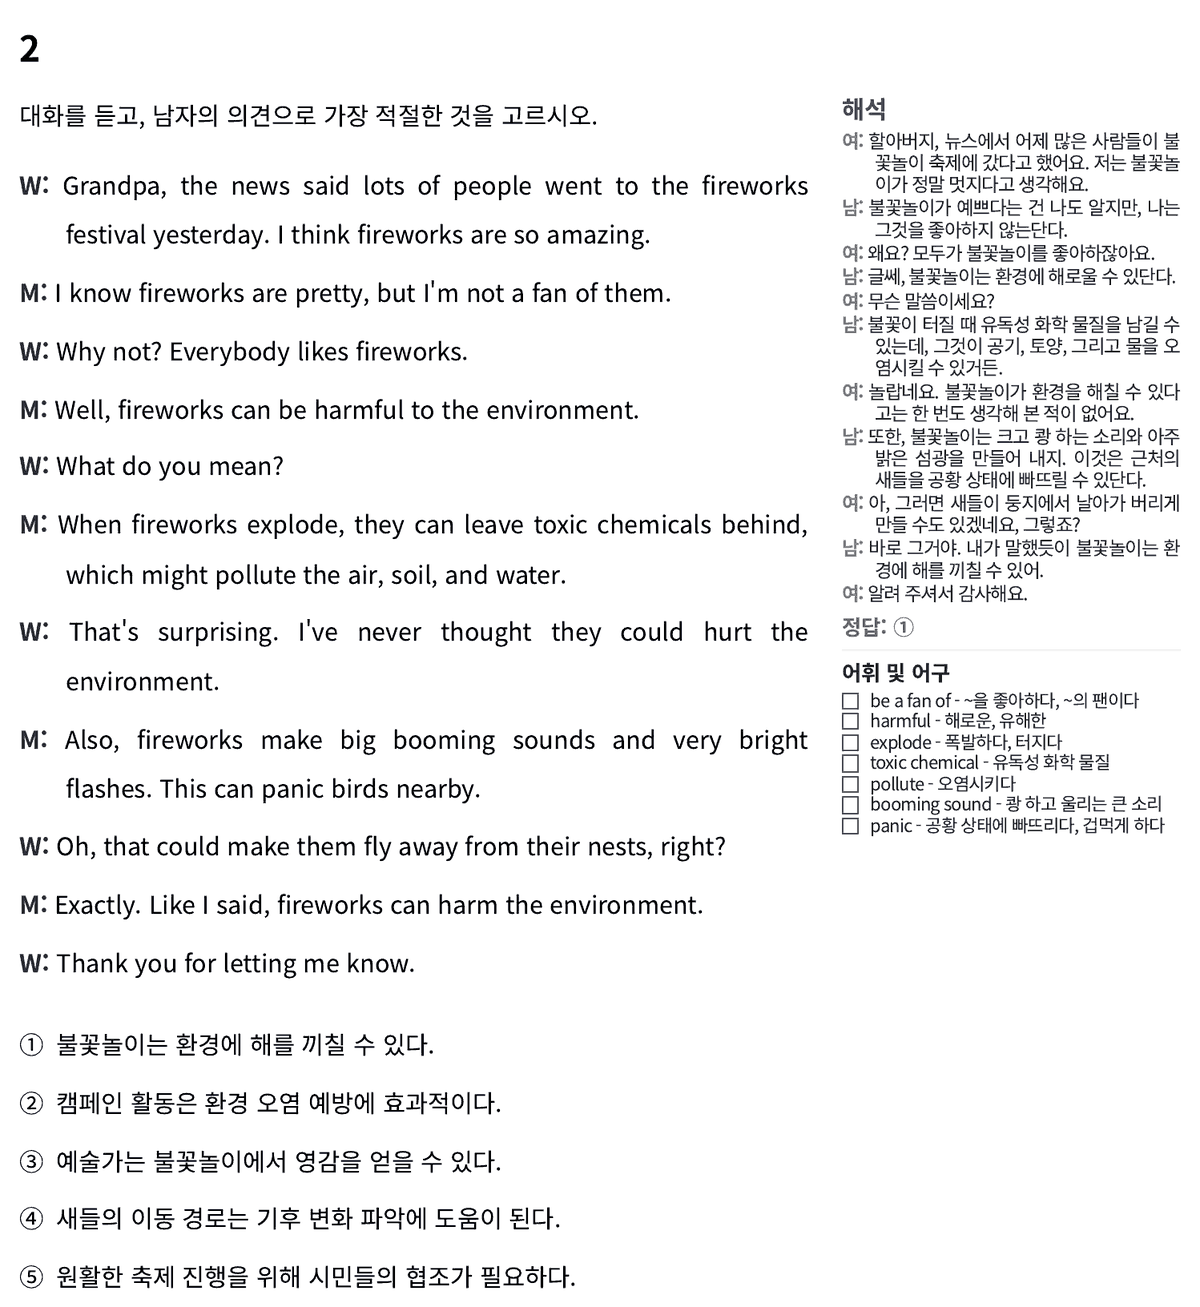 2
대화를 듣고, 남자의 의견으로 가장 적절한 것을 고르시오.
W: Grandpa, the news said lots of people went to the fireworks
festival yesterday. I think fireworks are so amazing.
M: I know fireworks are pretty, but I'm not a fan of them.
W: Why not? Everybody likes fireworks.
M: Well, fireworks can be harmful to the environment.
W: What do you mean?
M: When fireworks explode, they can leave toxic chemicals behind,
which might pollute the air, soil, and water.
W: That's surprising. I've never thought they could hurt the
environment.
M: Also, fireworks make big booming sounds and very bright
flashes. This can panic birds nearby.
W: Oh, that could make them fly away from their nests, right?
M: Exactly. Like I said, fireworks can harm the environment.
W: Thank you for letting me know.
① 불꽃놀이는 환경에 해를 끼칠 수 있다.
② 캠페인 활동은 환경 오염 예방에 효과적이다.
③ 예술가는 불꽃놀이에서 영감을 얻을 수 있다.
④ 새들의 이동 경로는 기후 변화 파악에 도움이 된다.
⑤ 원활한 축제 진행을 위해 시민들의 협조가 필요하다.
해석
여: 할아버지, 뉴스에서 어제 많은 사람들이 불
꽃놀이 축제에 갔다고 했어요. 저는 불꽃놀
이가 정말 멋지다고 생각해요.
남: 불꽃놀이가 예쁘다는 건 나도 알지만, 나는
그것을 좋아하지 않는단다.
여: 왜요? 모두가 불꽃놀이를 좋아하잖아요.
남: 글쎄, 불꽃놀이는 환경에 해로울 수 있단다.
여: 무슨 말씀이세요?
남: 불꽃이 터질 때 유독성 화학 물질을 남길 수
있는데, 그것이 공기, 토양, 그리고 물을 오
염시킬 수 있거든.
여: 놀랍네요. 불꽃놀이가 환경을 해칠 수 있다
고는 한 번도 생각해 본 적이 없어요.
남: 또한, 불꽃놀이는 크고 쾅 하는 소리와 아주
밝은 섬광을 만들어 내지. 이것은 근처의
새들을 공황 상태에 빠뜨릴 수 있단다.
여: 아, 그러면 새들이 둥지에서 날아가 버리게
만들 수도 있겠네요, 그렇죠?
남: 바로 그거야. 내가 말했듯이 불꽃놀이는 환
경에 해를 끼칠 수 있어.
여: 알려 주셔서 감사해요.
정답: ①
어휘 및 어구
□ be a fan of - ~을 좋아하다, ~의 팬이다
□ harmful - 해로운, 유해한
□ explode - 폭발하다, 터지다
□ toxic chemical - 유독성 화학 물질
□ pollute - 오염시키다
□ booming sound - 쾅 하고 울리는 큰 소리
□ panic - 공황 상태에 빠뜨리다, 겁먹게 하다